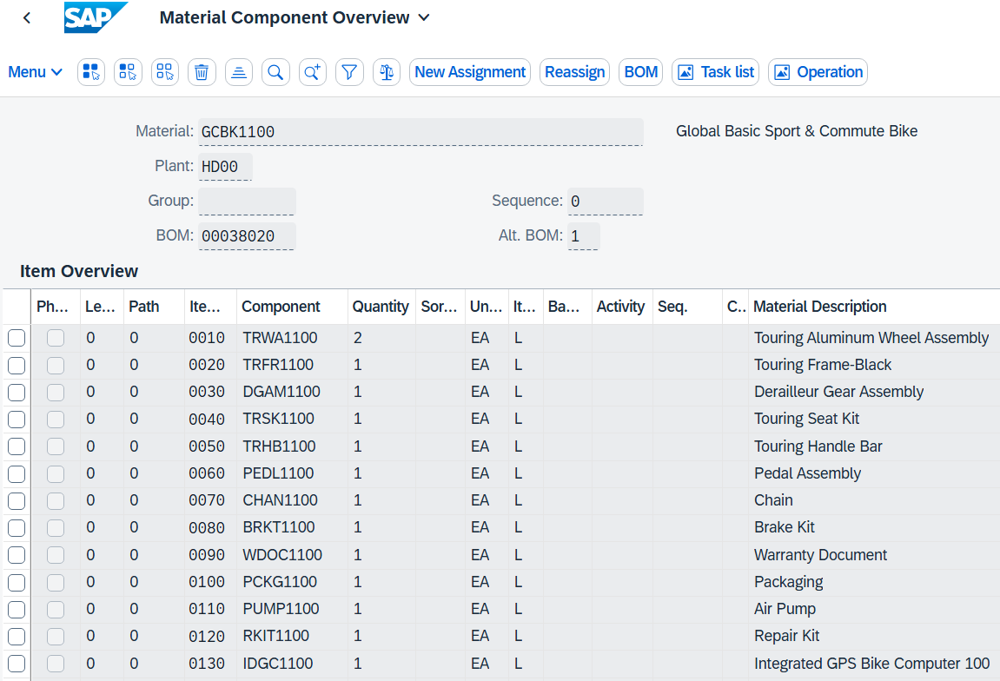 SAP Material Component Overview
Menu New Assignment Reassign BOM Task list Operation
Material: GCBK1100 Global Basic Sport & Commute Bike
Plant: HD00
Group: Sequence: 0
BOM: 00038020 Alt. BOM: 1
Item Overview
Ph... Le... Path Ite... Component Quantity Sor... Un... It... Ba... Activity Seq. C.. Material Description
0 0 0010 TRWA1100 2 EA L Touring Aluminum Wheel Assembly
0 0 0020 TRFR1100 1 EA L Touring Frame-Black
0 0 0030 DGAM1100 1 EA L Derailleur Gear Assembly
0 0 0040 TRSK1100 1 EA L Touring Seat Kit
0 0 0050 TRHB1100 1 EA L Touring Handle Bar
0 0 0060 PEDL1100 1 EA L Pedal Assembly
0 0 0070 CHAN1100 1 EA L Chain
0 0 0080 BRKT1100 1 EA L Brake Kit
0 0 0090 WDOC1100 1 EA L Warranty Document
0 0 0100 PCKG1100 1 EA L Packaging
0 0 0110 PUMP1100 1 EA L Air Pump
0 0 0120 RKIT1100 1 EA L Repair Kit
0 0 0130 IDGC1100 1 EA L Integrated GPS Bike Computer 100